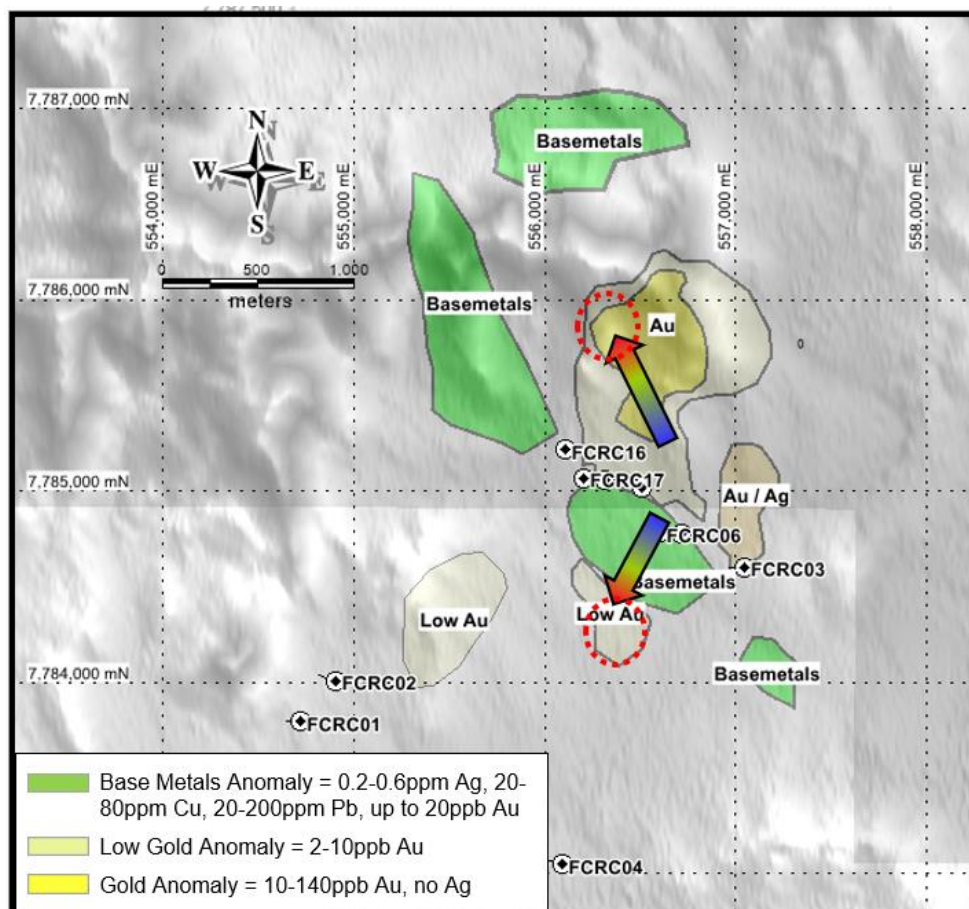 7,787,000 mN
Basemetals
N
W E
S
554,000 mE
555,000 mE
556,000 mE
557,000 mE
558,000 mE
0 500 1,000
meters
7,786,000 mN
Basemetals
Au
0
FCRC16
7,785,000 mN
FCRC17
Au / Ag
FCRC06
FCRC03
Basemetals
Low Au
Low Au
7,784,000 mN
FCRC02
Basemetals
FCRC01
Base Metals Anomaly = 0.2-0.6ppm Ag, 20-
80ppm Cu, 20-200ppm Pb, up to 20ppb Au
Low Gold Anomaly = 2-10ppb Au
Gold Anomaly = 10-140ppb Au, no Ag
FCRC04